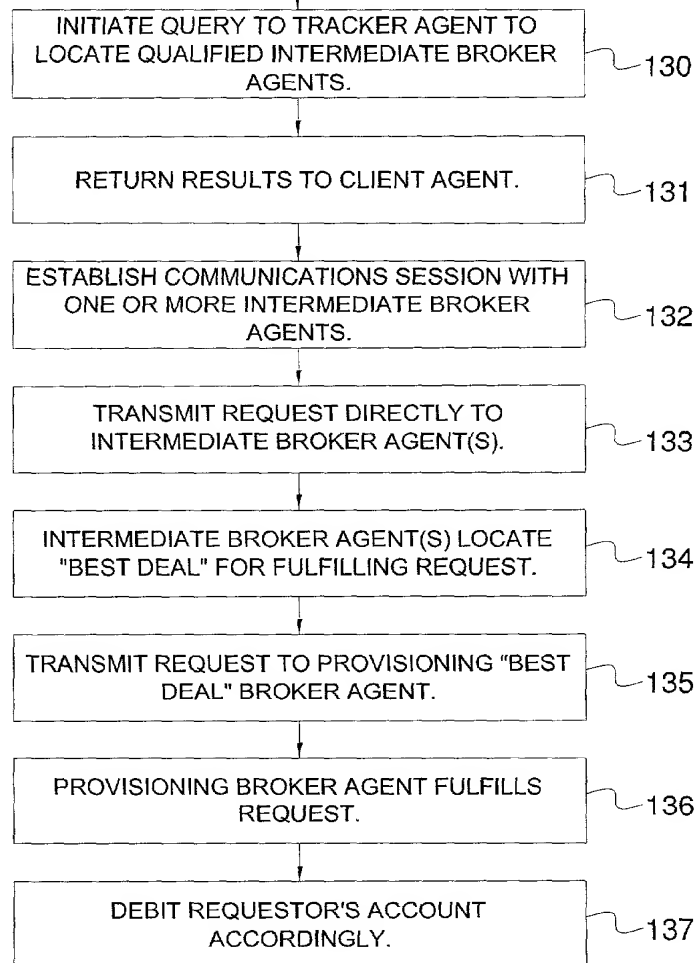 INITIATE QUERY TO TRACKER AGENT TO
LOCATE QUALIFIED INTERMEDIATE BROKER
AGENTS.
130
RETURN RESULTS TO CLIENT AGENT.
131
ESTABLISH COMMUNICATIONS SESSION WITH
ONE OR MORE INTERMEDIATE BROKER
AGENTS.
132
TRANSMIT REQUEST DIRECTLY TO
INTERMEDIATE BROKER AGENT(S).
133
INTERMEDIATE BROKER AGENT(S) LOCATE
"BEST DEAL" FOR FULFILLING REQUEST.
134
TRANSMIT REQUEST TO PROVISIONING "BEST
DEAL" BROKER AGENT.
135
PROVISIONING BROKER AGENT FULFILLS
REQUEST.
136
DEBIT REQUESTOR'S ACCOUNT
ACCORDINGLY.
137